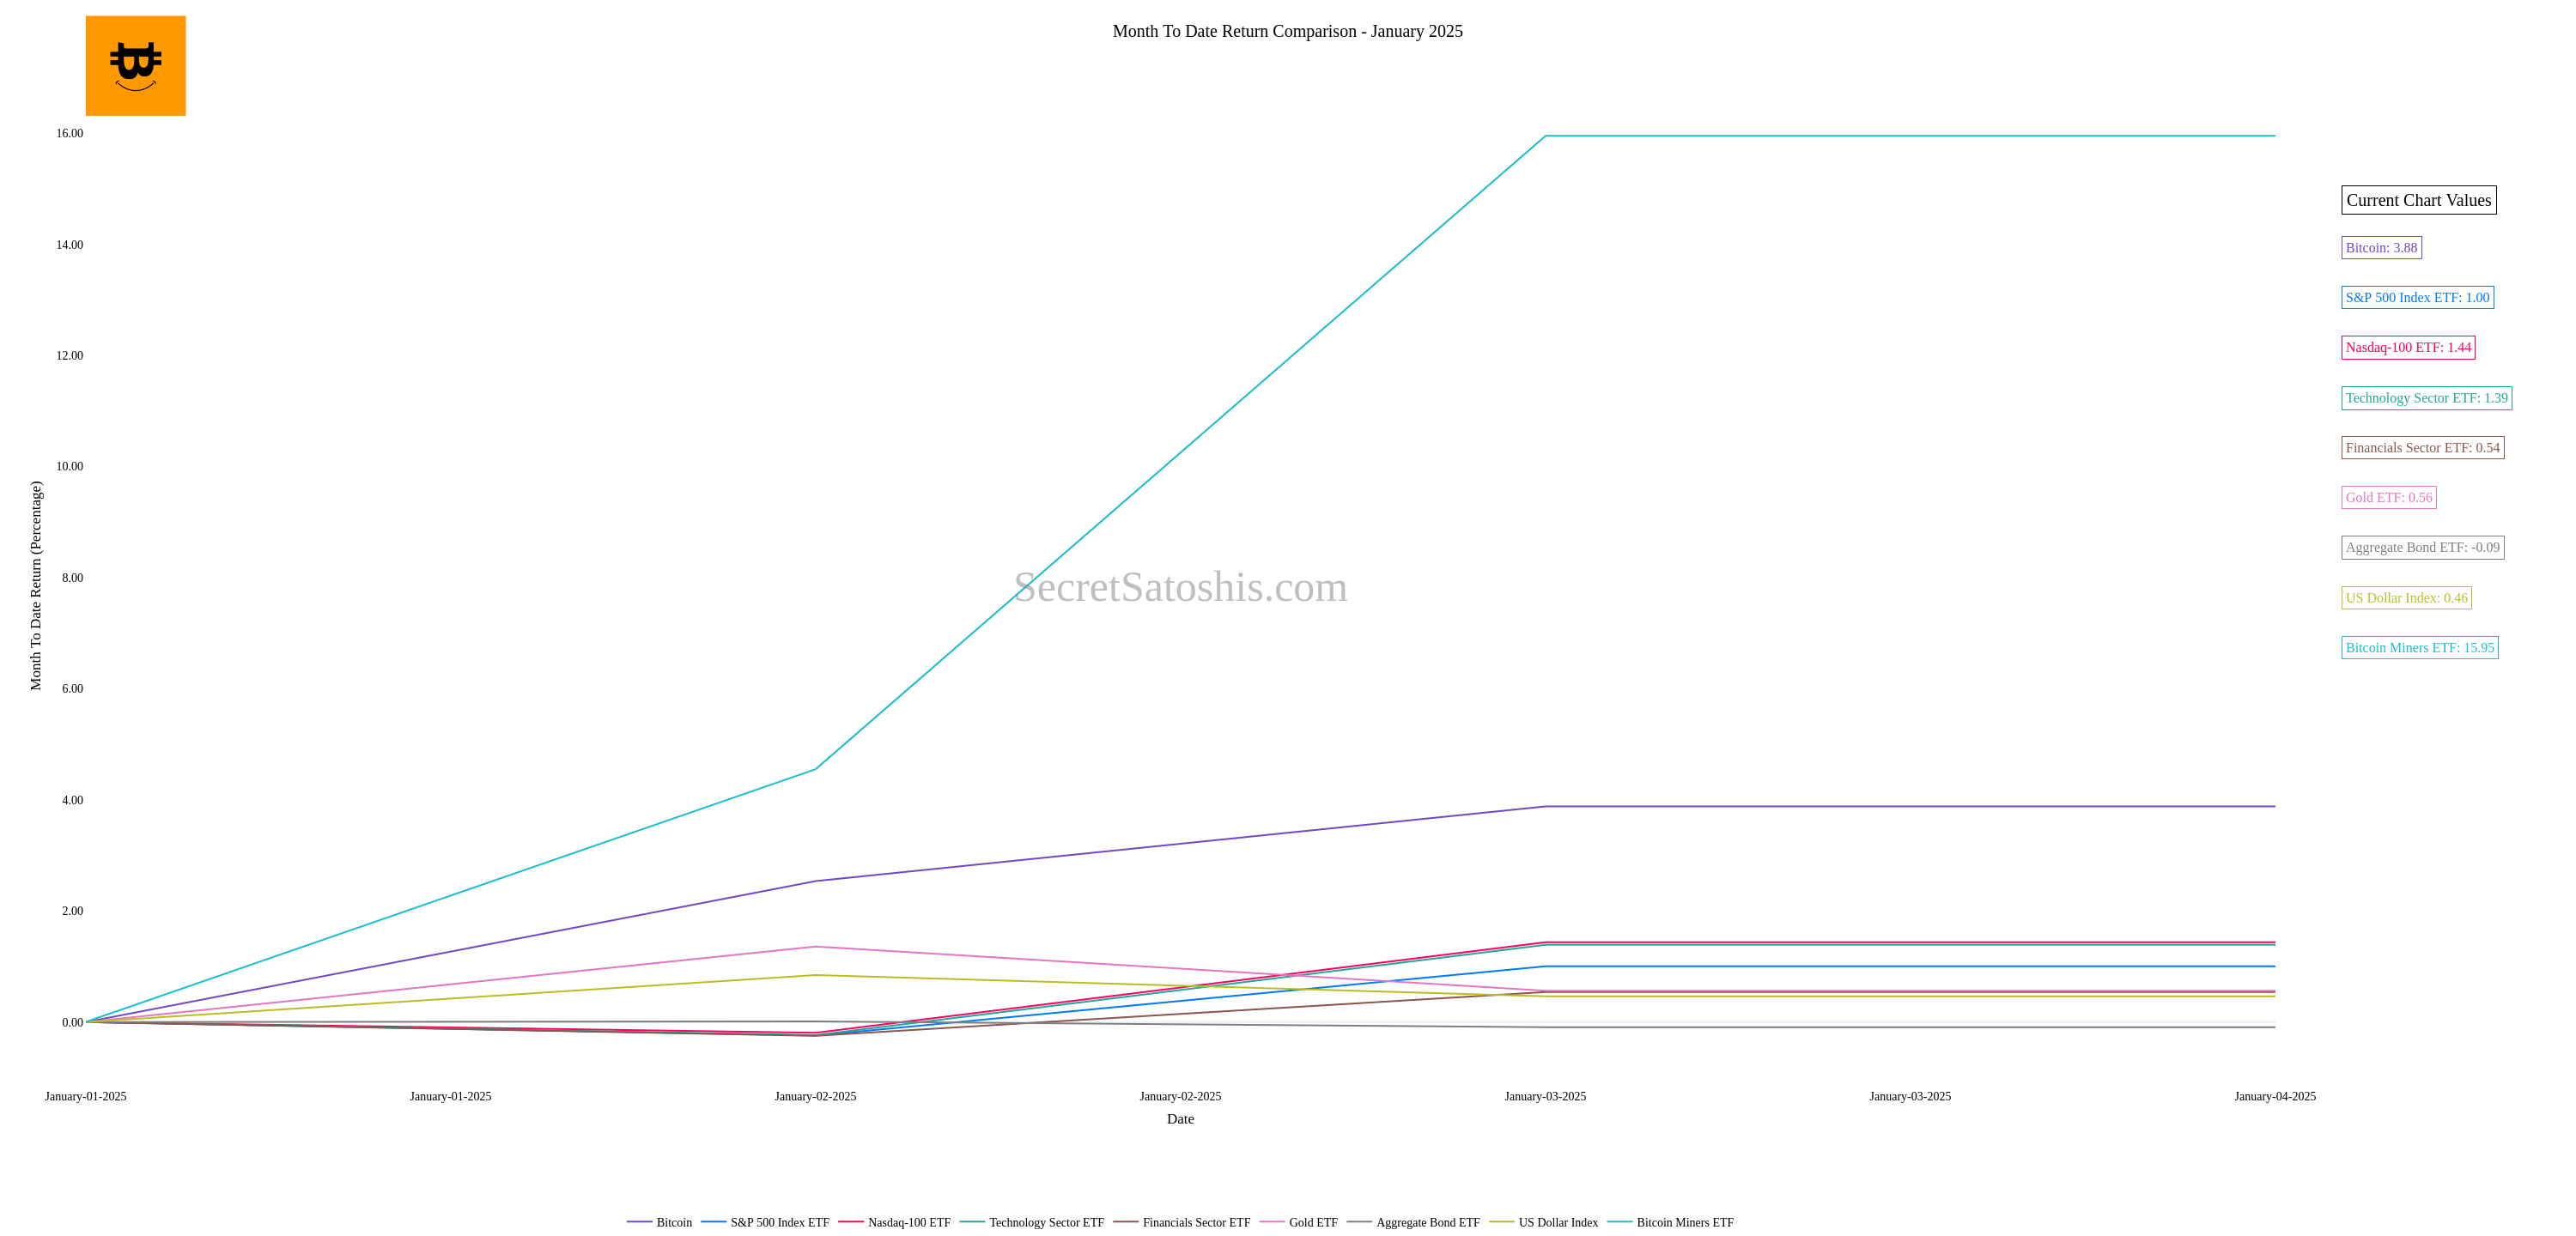 Month To Date Return Comparison - January 2025
16.00
14.00
12.00
10.00
8.00
6.00
4.00
2.00
0.00
Month To Date Return (Percentage)
SecretSatoshis.com
Current Chart Values
Bitcoin: 3.88
S&P 500 Index ETF: 1.00
Nasdaq-100 ETF: 1.44
Technology Sector ETF: 1.39
Financials Sector ETF: 0.54
Gold ETF: 0.56
Aggregate Bond ETF: -0.09
US Dollar Index: 0.46
Bitcoin Miners ETF: 15.95
January-01-2025 January-01-2025 January-02-2025 January-02-2025 January-03-2025 January-03-2025 January-04-2025
Date
Bitcoin S&P 500 Index ETF Nasdaq-100 ETF Technology Sector ETF Financials Sector ETF Gold ETF Aggregate Bond ETF US Dollar Index Bitcoin Miners ETF